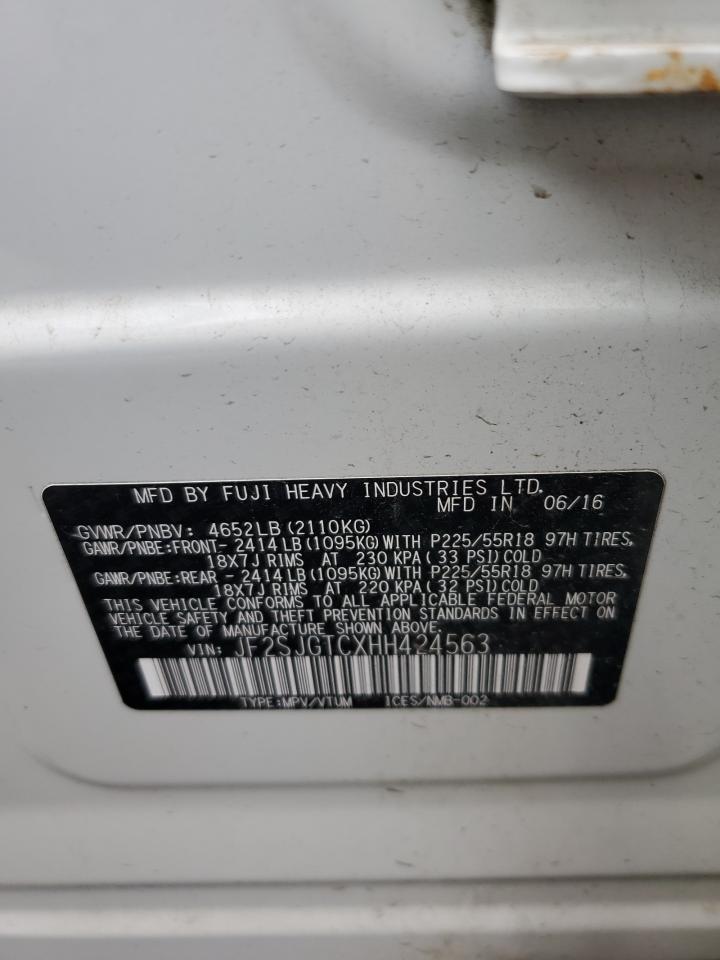 MFD BY FUJI HEAVY INDUSTRIES LTD.
MFD IN 06/16
GVWR/PNBV: 4652LB(2110KG)
GAWR/PNBE:FRONT- 2414LB(1095KG)WITH P225/55R18 97H TIRES,
18X7J RIMS AT 230 KPA(33 PSI)COLD
GAWR/PNBE:REAR - 2414LB(1095KG)WITH P225/55R18 97H TIRES,
18X7J RIMS AT 220 KPA(32 PSI)COLD
THIS VEHICLE CONFORMS TO ALL APPLICABLE FEDERAL MOTOR
VEHICLE SAFETY AND THEFT PREVENTION STANDARDS IN EFFECT ON
THE DATE OF MANUFACTURE SHOWN ABOVE.
VIN: JF2SJGTCXHH424563
TYPE:MPV/VTUM ICES/NMB-002